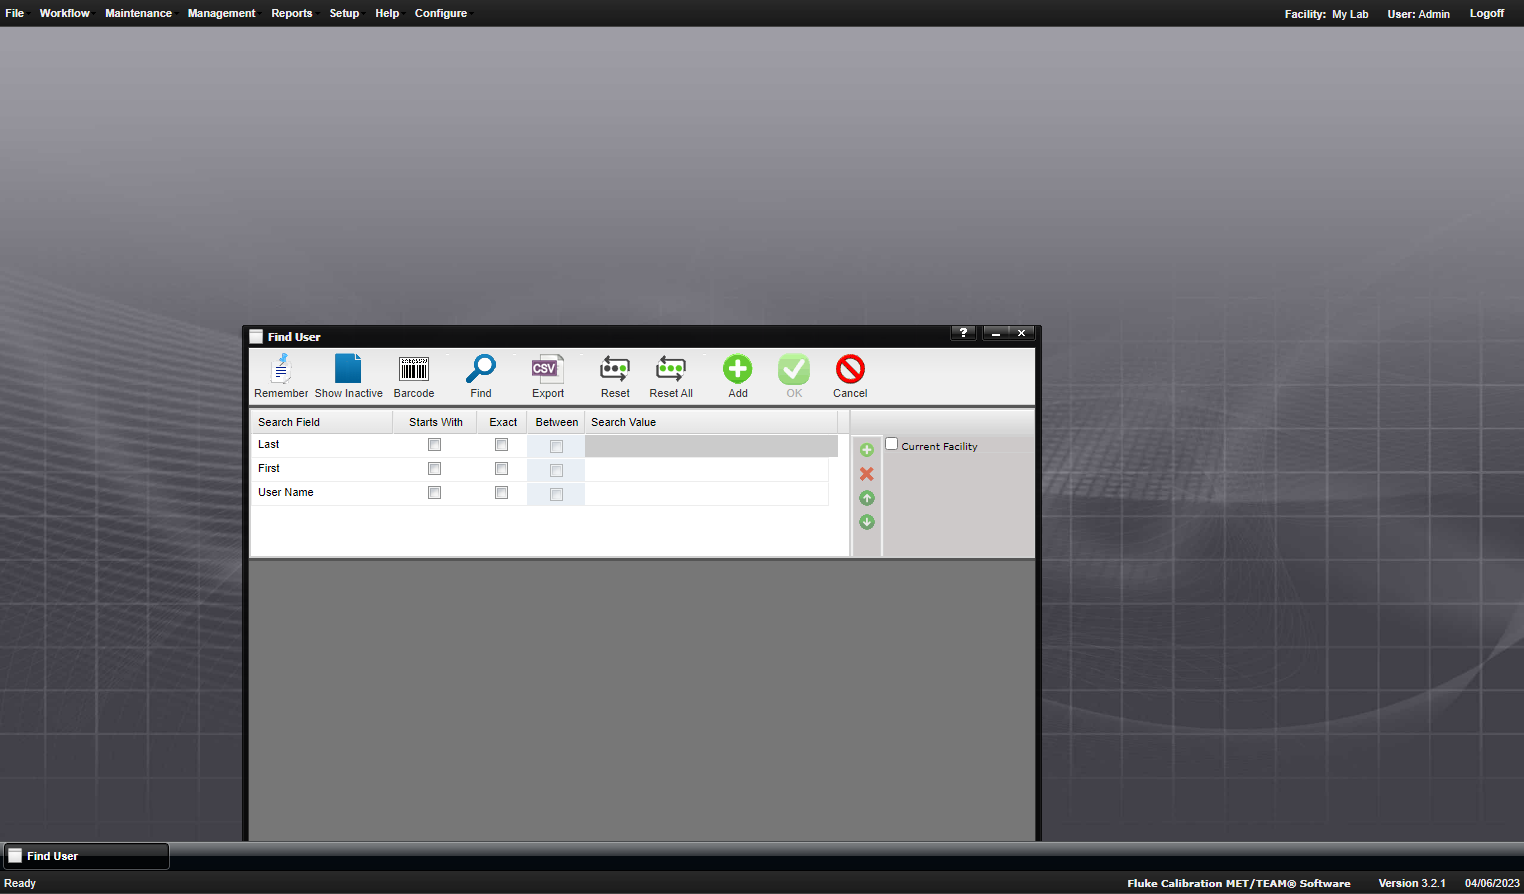 File Workflow Maintenance Management Reports Setup Help Configure Facility: My Lab User: Admin Logoff
Find User ?
Remember Show Inactive Barcode Find CSV Export Reset Reset All Add OK Cancel
Search Field Starts With Exact Between Search Value
Last
Current Facility
First
User Name
Find User
Ready Fluke Calibration MET/TEAM® Software Version 3.2.1 04/06/2023